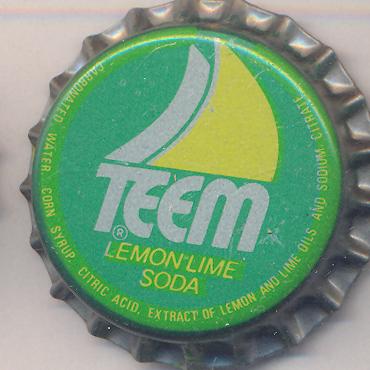 TEEM
®
LEMON-LIME
SODA
CARBONATED WATER, CORN SYRUP, CITRIC ACID, EXTRACT OF LEMON AND LIME OILS AND SODIUM CITRATE